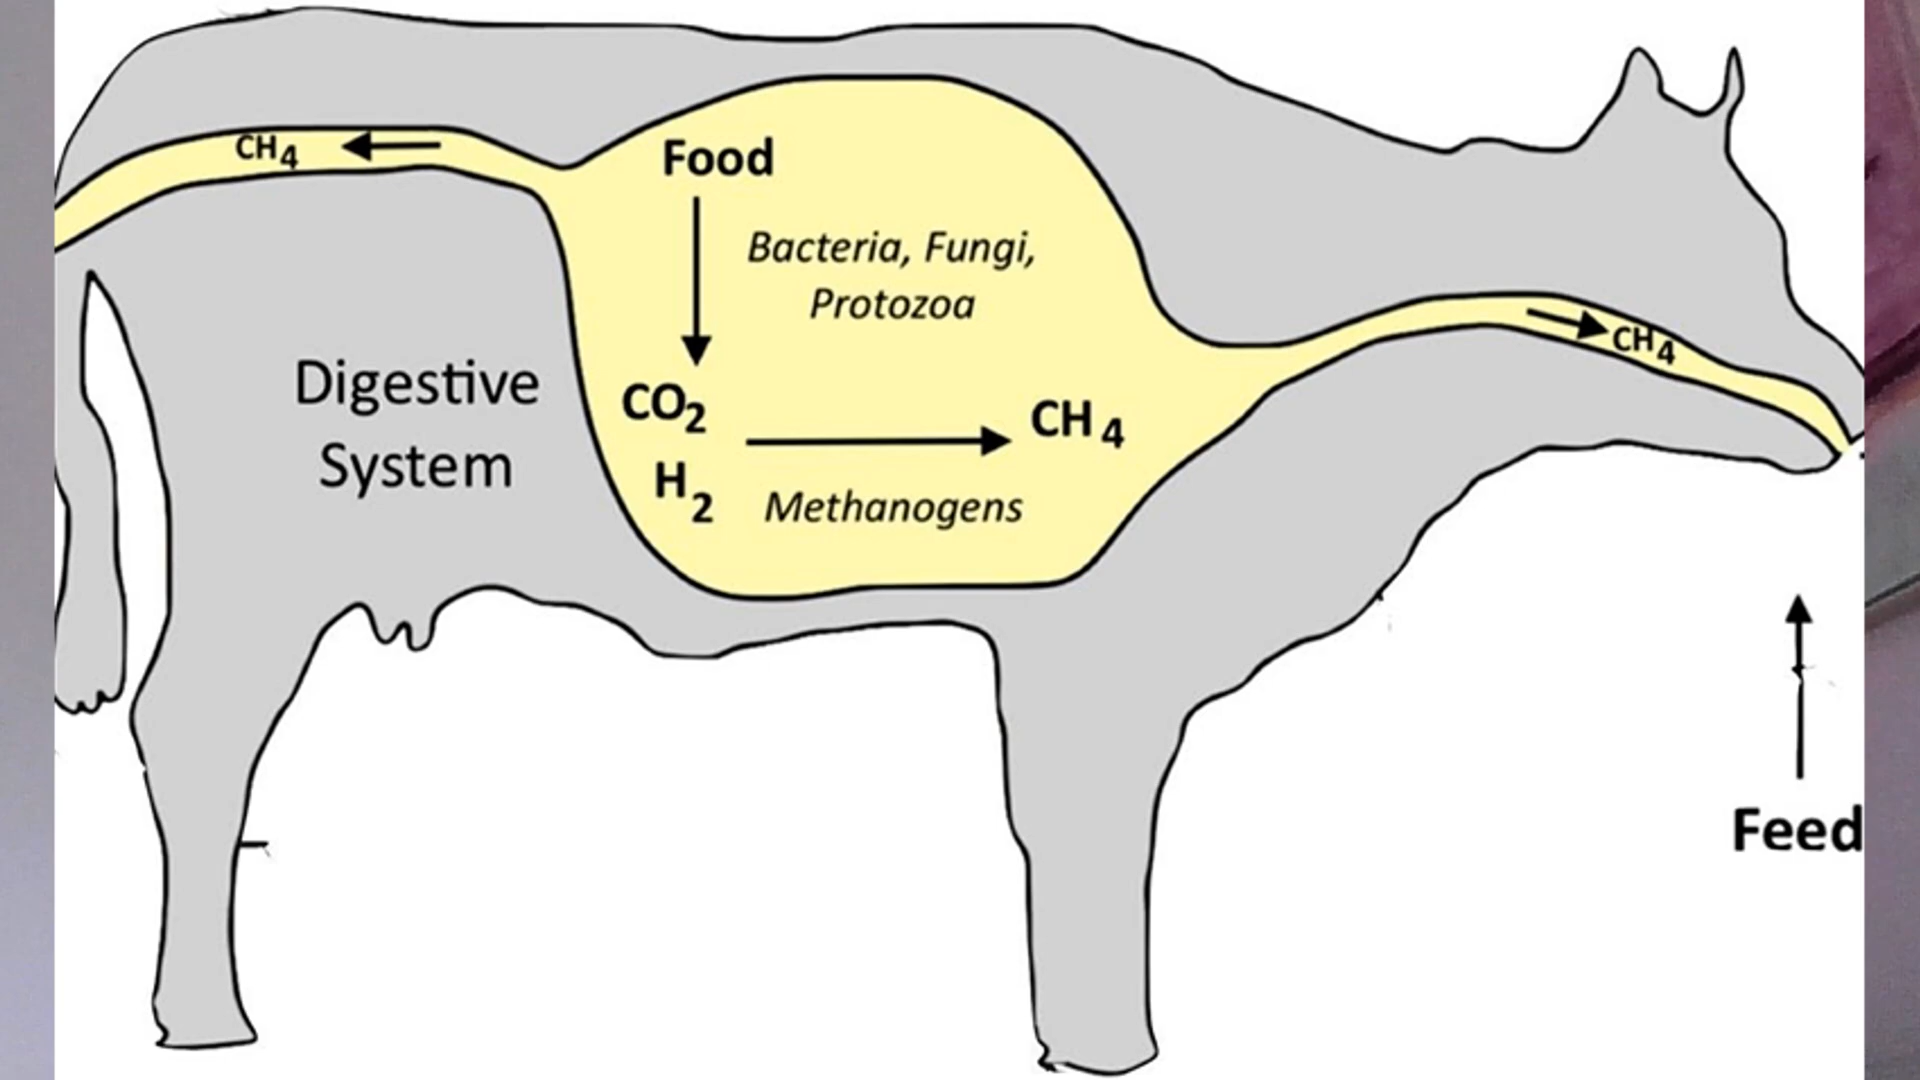 CH4
Food
Bacteria, Fungi,
Protozoa
CH4
Digestive
System
CO2
H2
CH4
Methanogens
Feed